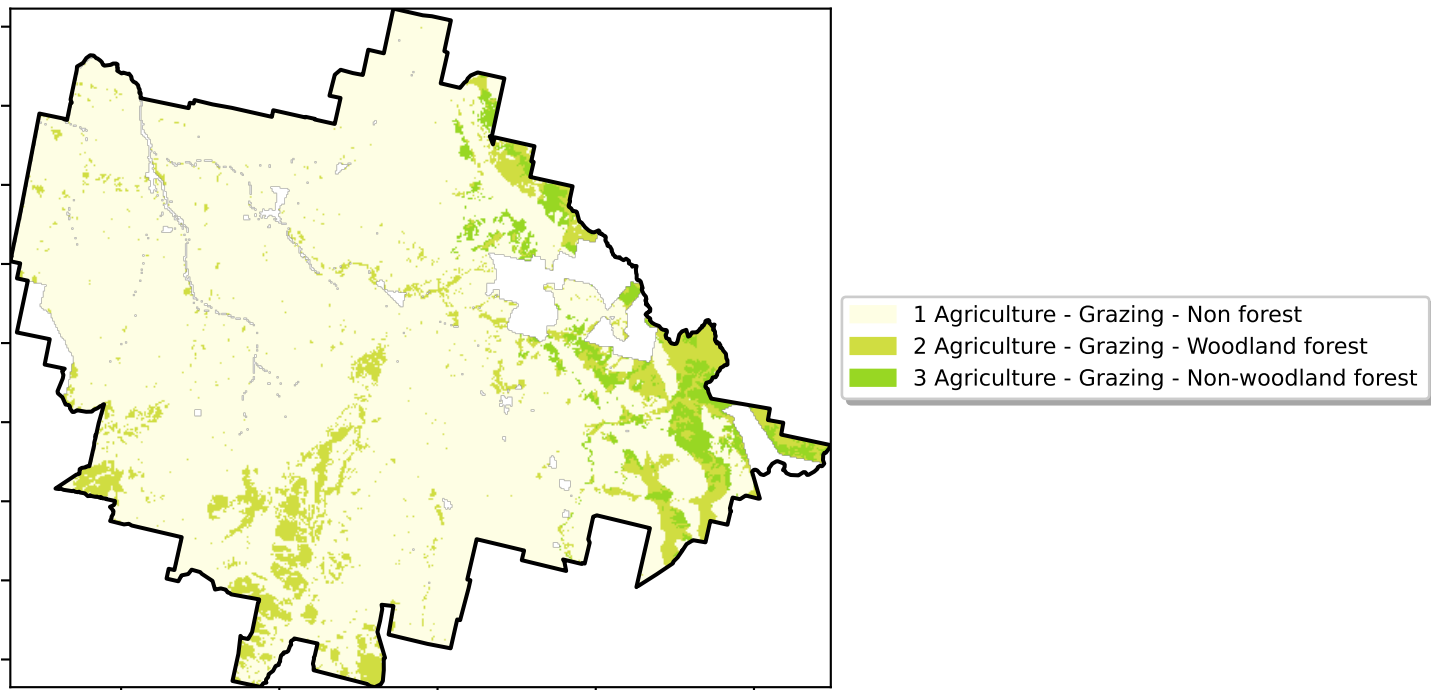 1 Agriculture - Grazing - Non forest
2 Agriculture - Grazing - Woodland forest
3 Agriculture - Grazing - Non-woodland forest